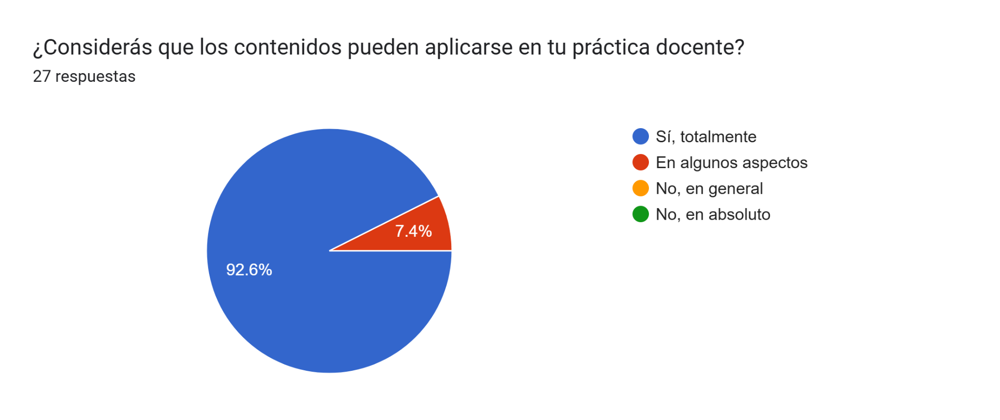 ¿Considerás que los contenidos pueden aplicarse en tu práctica docente?
27 respuestas
Sí, totalmente
En algunos aspectos
No, en general
No, en absoluto
7.4%
92.6%